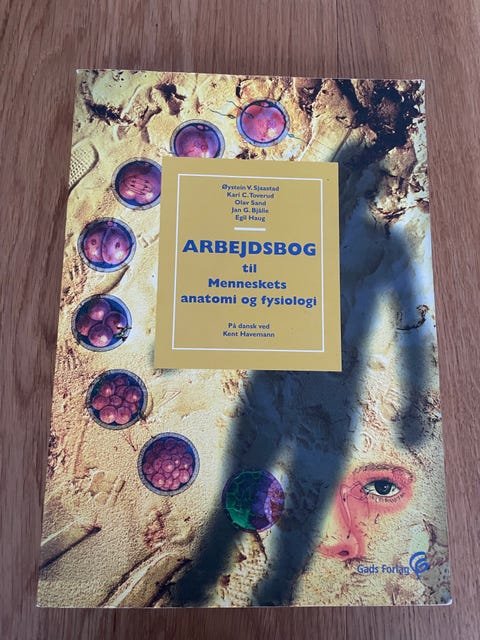 Øystein V. Sjaastad
Kari C. Toverud
Olav Sand
Jan G. Bjålie
Egil Haug
ARBEJDSBOG
til
Menneskets
anatomi og fysiologi
På dansk ved
Kent Havemann
Gads Forlag